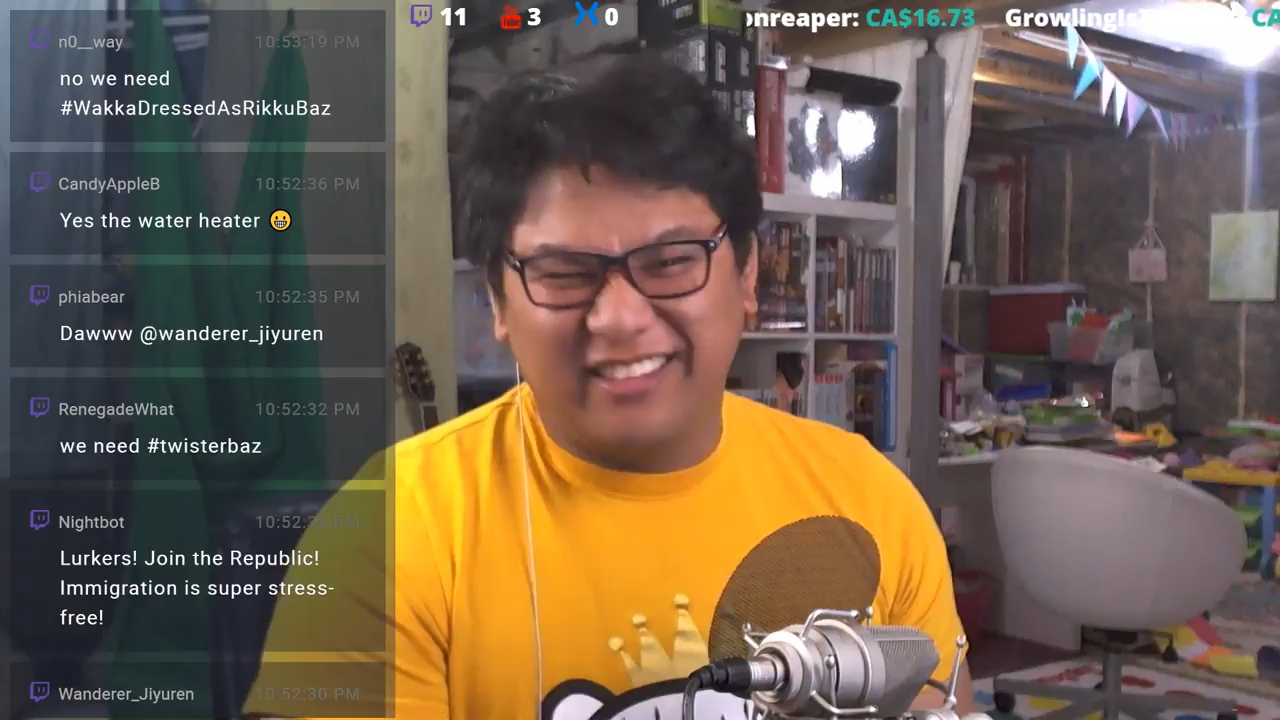 11 3 0 onreaper: CA$16.73
n0__way 10:53:19 PM
no we need
#WakkaDressedAsRikkuBaz
CandyAppleB 10:52:36 PM
Yes the water heater 😀
phiabear 10:52:35 PM
Dawww @wanderer_jiyuren
RenegadeWhat 10:52:32 PM
we need #twisterbaz
Nightbot
Lurkers! Join the Republic!
Immigration is super stress-
free!
Wanderer_Jiyuren 10:52:30 PM